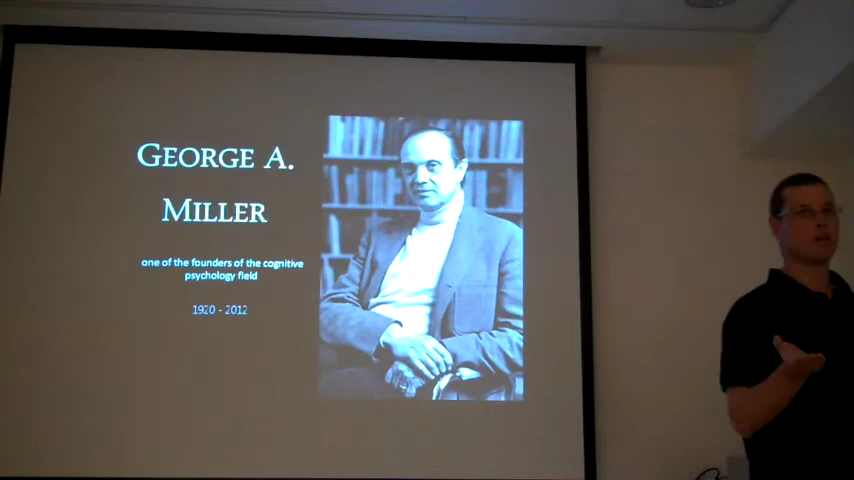 GEORGE A.
MILLER
one of the founders of the cognitive
psychology field
1920 - 2012